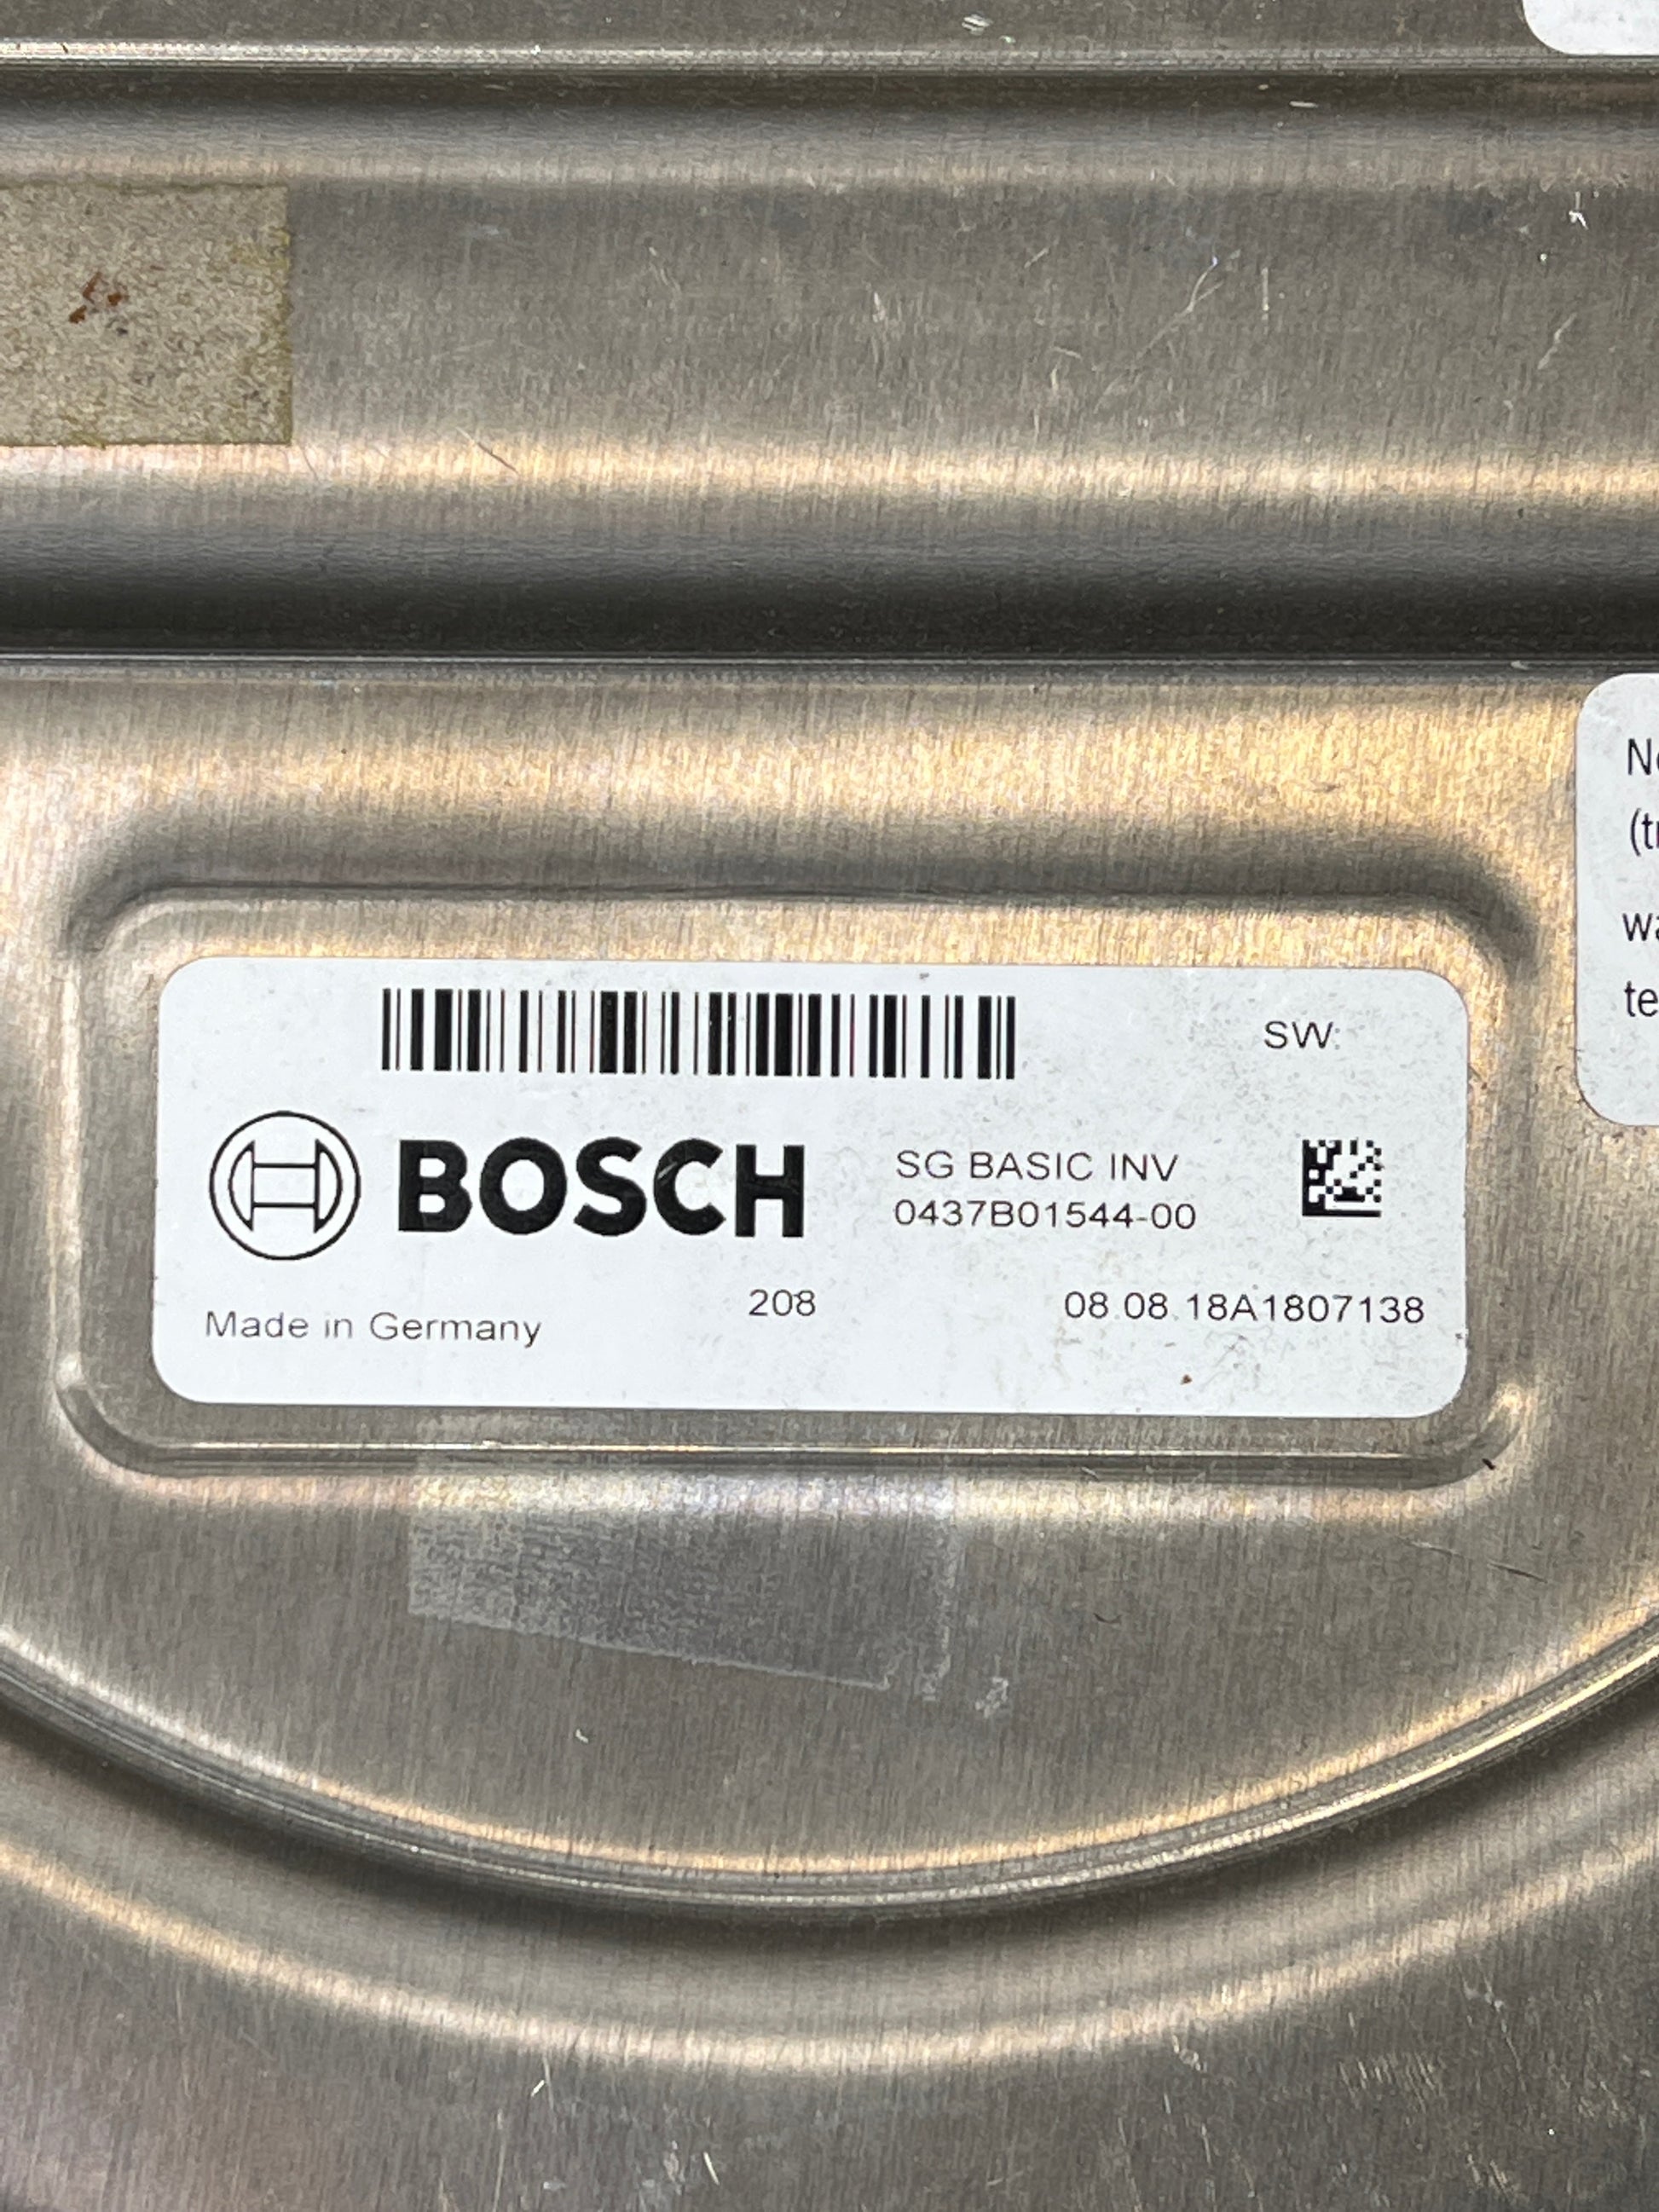 SW:
BOSCH
SG BASIC INV
0437B01544-00
208
08.08.18A1807138
Made in Germany